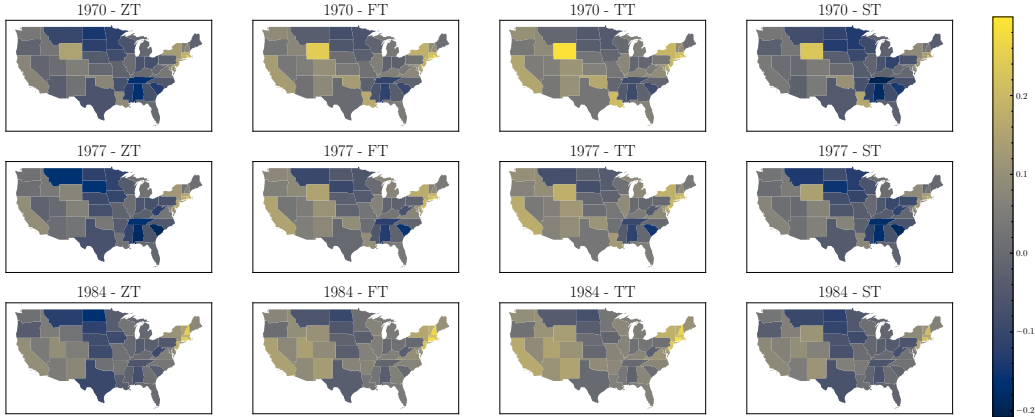 1970 - ZT
1970 - FT
1970 - TT
1970 - ST
1977 - ZT
1977 - FT
1977 - TT
1977 - ST
1984 - ZT
1984 - FT
1984 - TT
1984 - ST
0.2
0.1
0.0
−0.1
−0.2